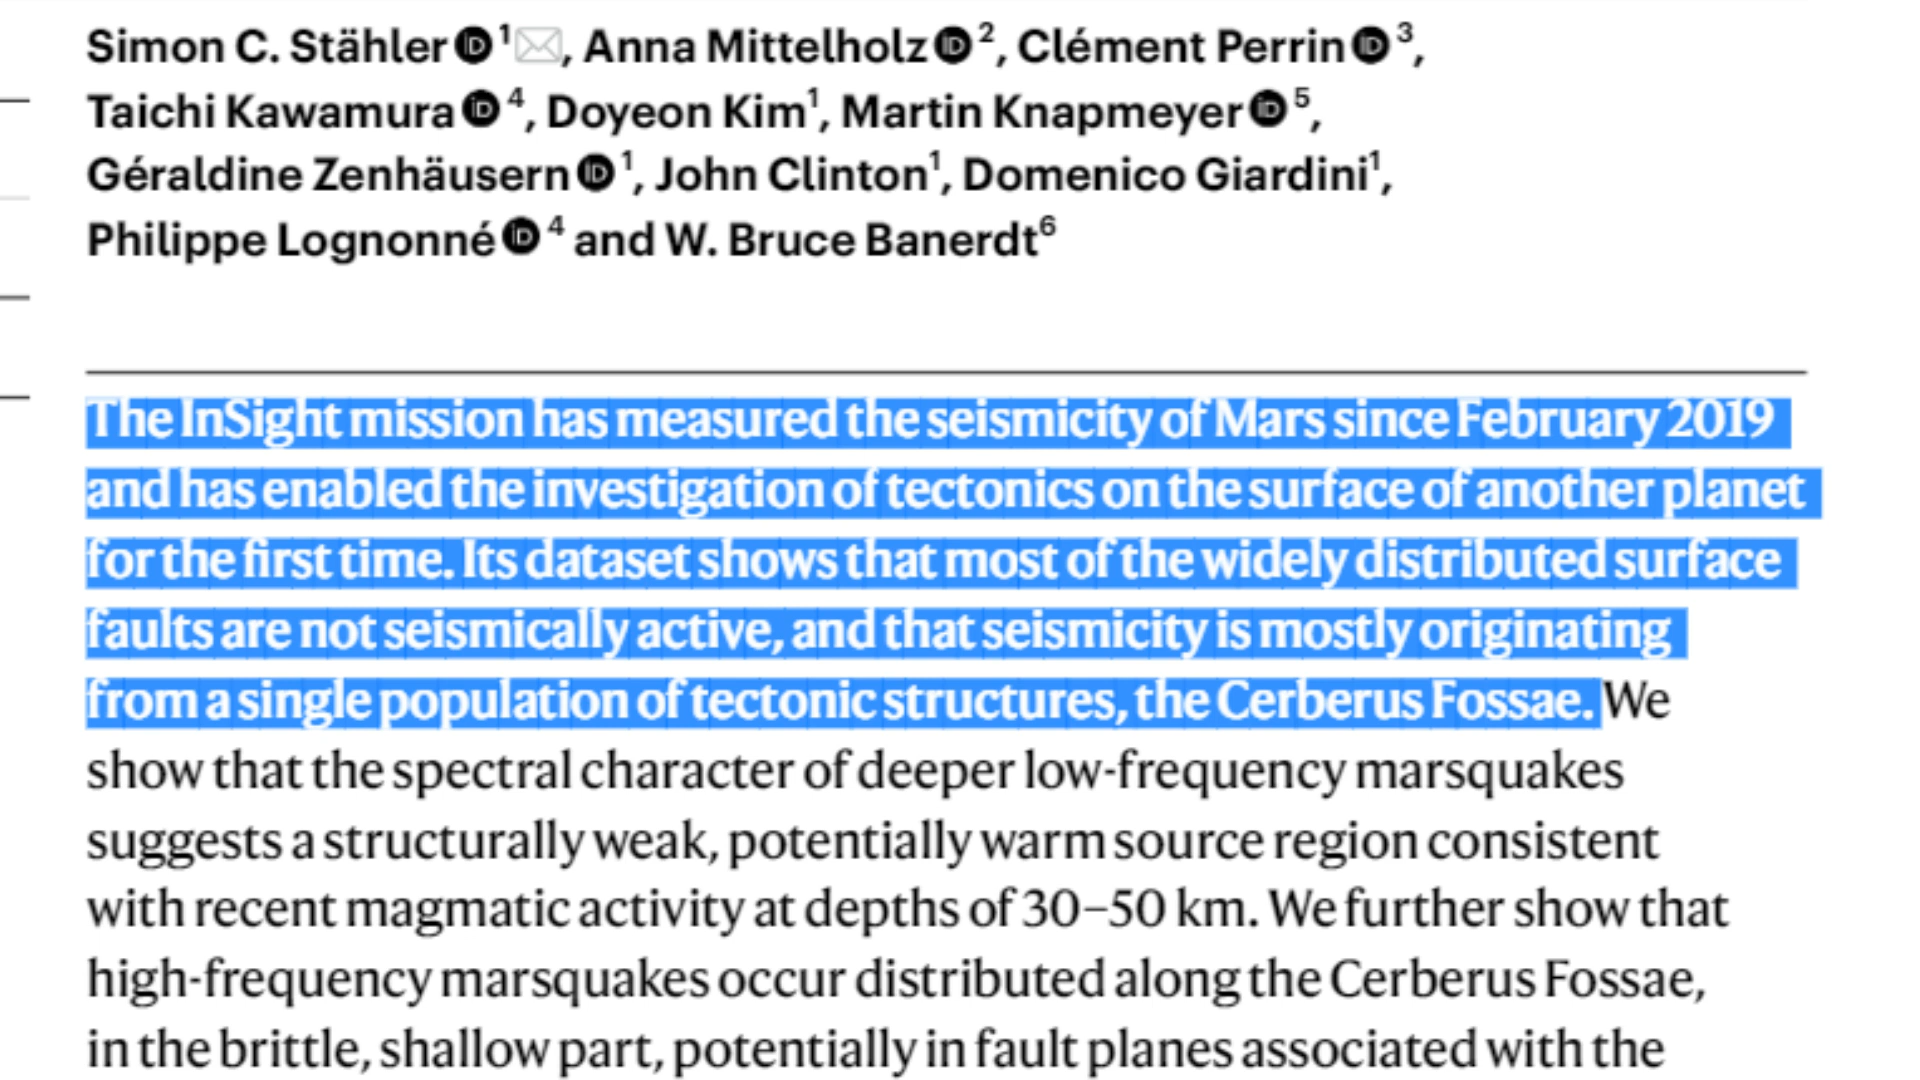 Simon C. Stähler iD 1, Anna Mittelholz iD 2, Clément Perrin iD 3,
Taichi Kawamura iD 4, Doyeon Kim1, Martin Knapmeyer iD 5,
Géraldine Zenhäusern iD 1, John Clinton1, Domenico Giardini1,
Philippe Lognonné iD 4 and W. Bruce Banerdt6
The InSight mission has measured the seismicity of Mars since February 2019
and has enabled the investigation of tectonics on the surface of another planet
for the first time. Its dataset shows that most of the widely distributed surface
faults are not seismically active, and that seismicity is mostly originating
from a single population of tectonic structures, the Cerberus Fossae. We
show that the spectral character of deeper low-frequency marsquakes
suggests a structurally weak, potentially warm source region consistent
with recent magmatic activity at depths of 30–50 km. We further show that
high-frequency marsquakes occur distributed along the Cerberus Fossae,
in the brittle, shallow part, potentially in fault planes associated with the